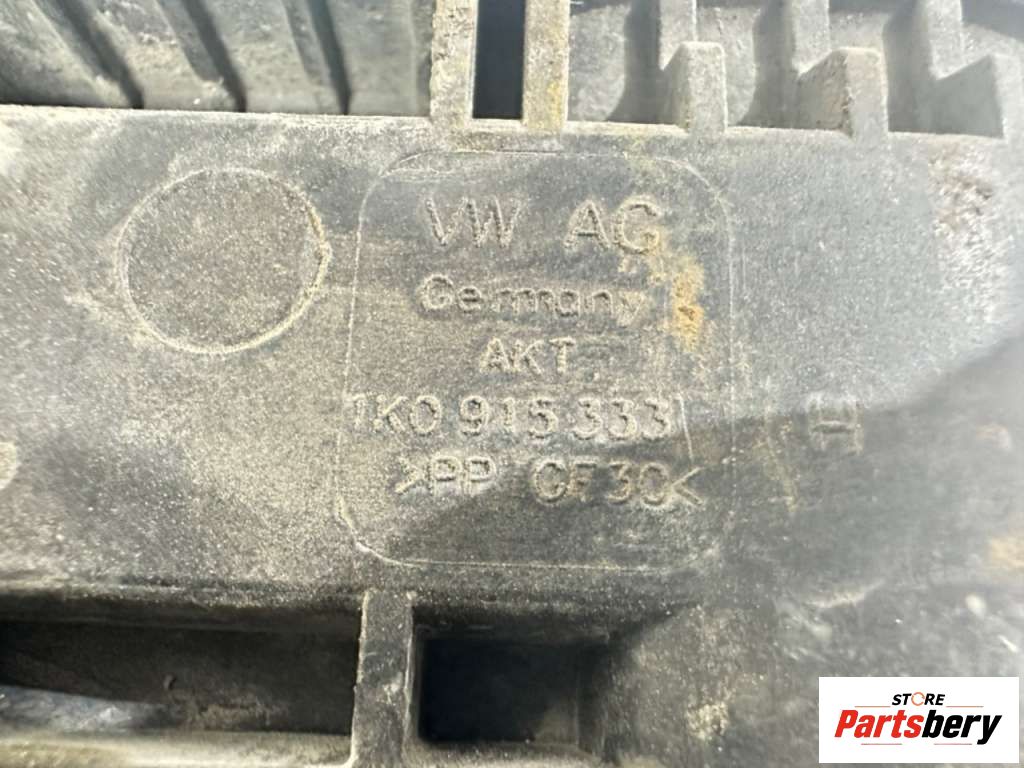 VW AG
Germany
AKT
1K0 915 333
>PP GF30<
STORE
Partsbery